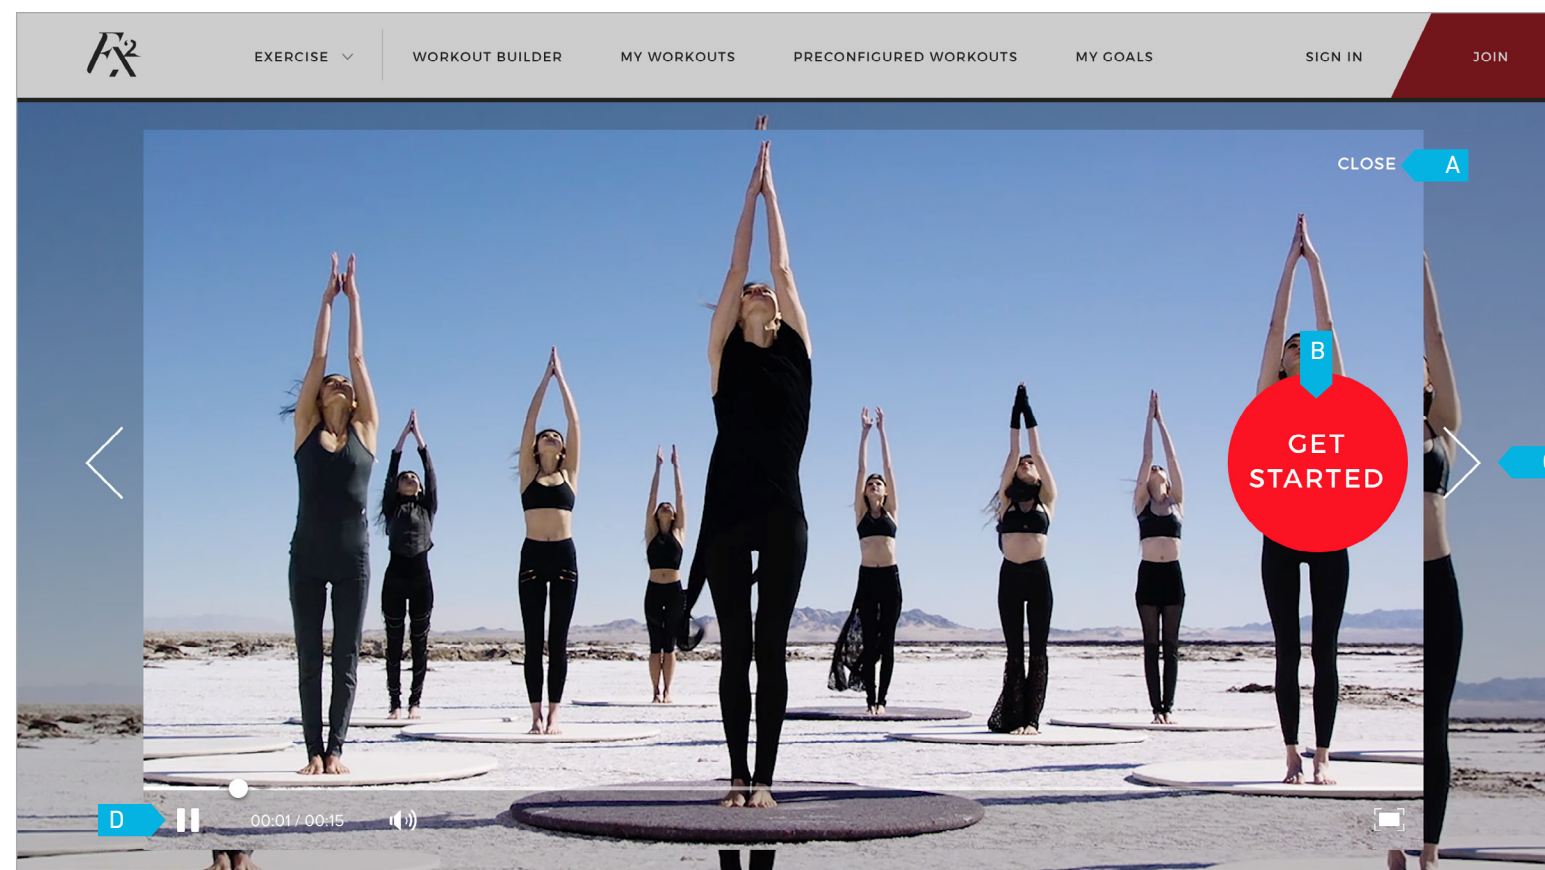 EXERCISE
WORKOUT BUILDER
MY WORKOUTS
PRECONFIGURED WORKOUTS
MY GOALS
SIGN IN
JOIN
CLOSE
A
B
GET
STARTED
D
00:01 / 00:15